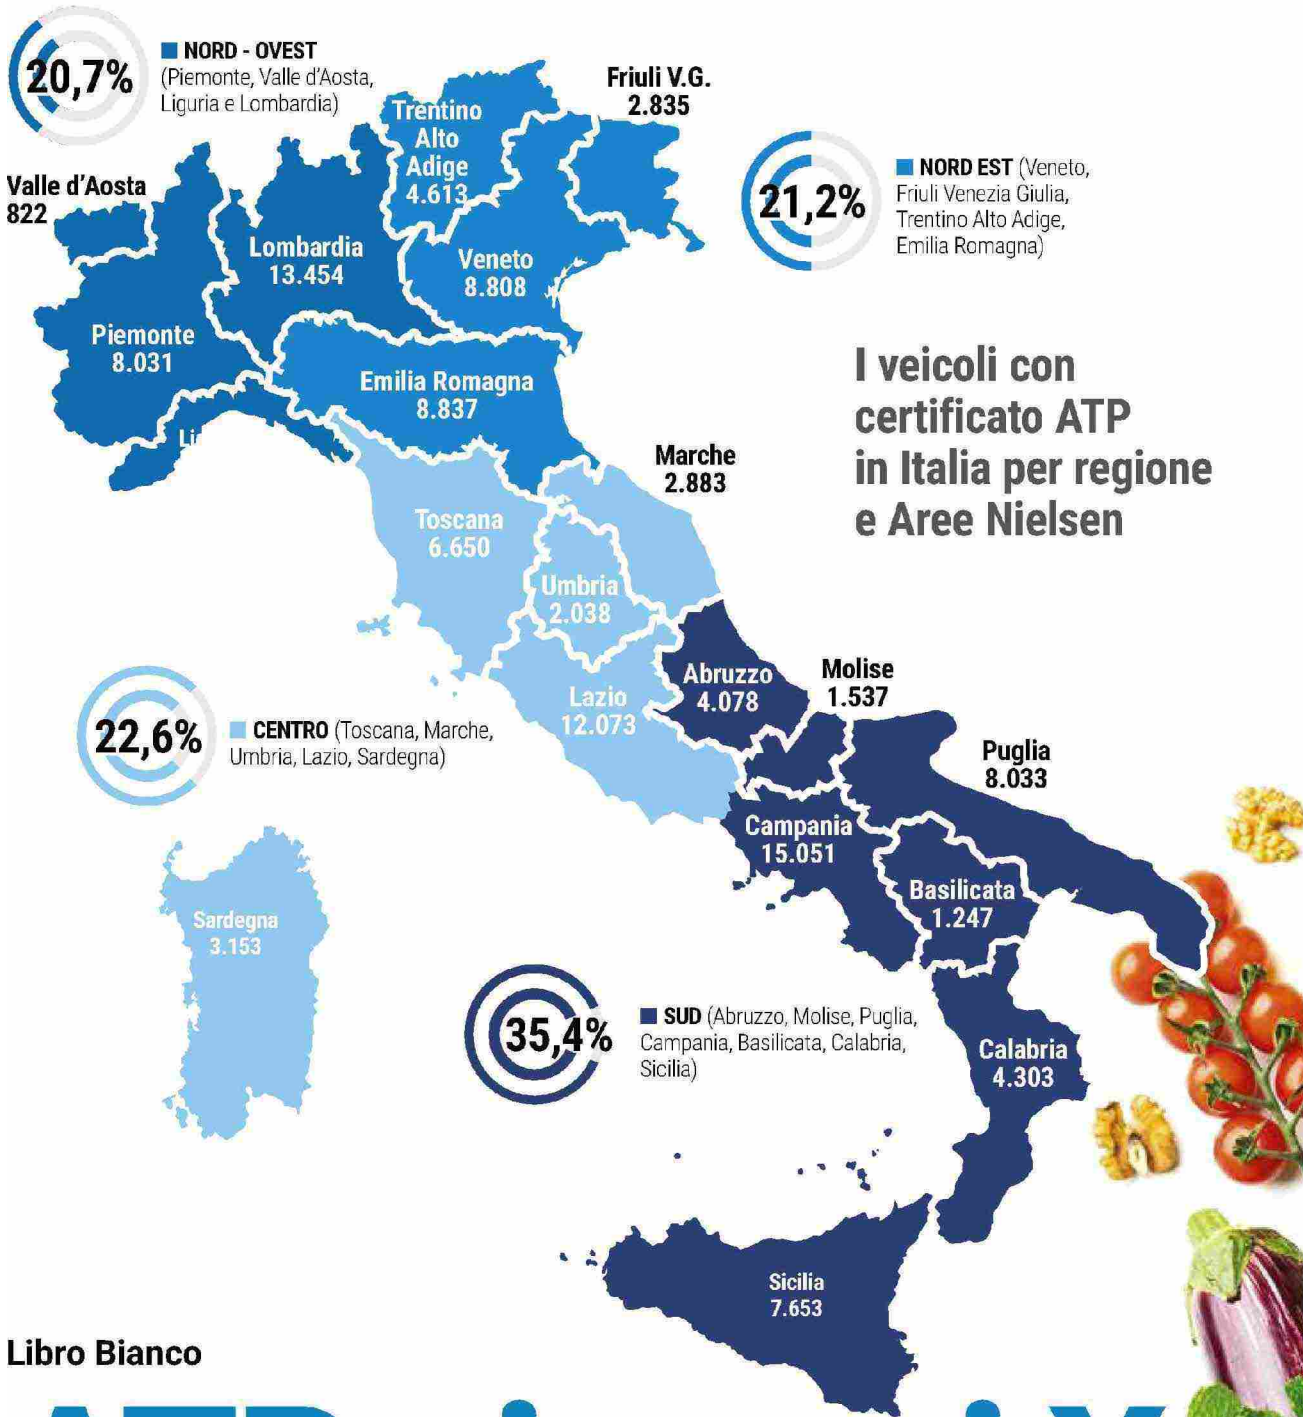 20,7%
NORD - OVEST
(Piemonte, Valle d'Aosta,
Liguria e Lombardia)
Friuli V.G.
2.835
Trentino
Alto
Adige
4.613
Valle d'Aosta
822
21,2%
NORD EST (Veneto,
Friuli Venezia Giulia,
Trentino Alto Adige,
Emilia Romagna)
Lombardia
13.454
Veneto
8.808
Piemonte
8.031
Emilia Romagna
8.837
I veicoli con
certificato ATP
in Italia per regione
e Aree Nielsen
Marche
2.883
Toscana
6.650
Umbria
2.038
Lazio
12.073
Abruzzo
4.078
Molise
1.537
22,6%
CENTRO (Toscana, Marche,
Umbria, Lazio, Sardegna)
Puglia
8.033
Campania
15.051
Basilicata
1.247
Sardegna
3.153
35,4%
SUD (Abruzzo, Molise, Puglia,
Campania, Basilicata, Calabria,
Sicilia)
Calabria
4.303
Sicilia
7.653
Libro Bianco